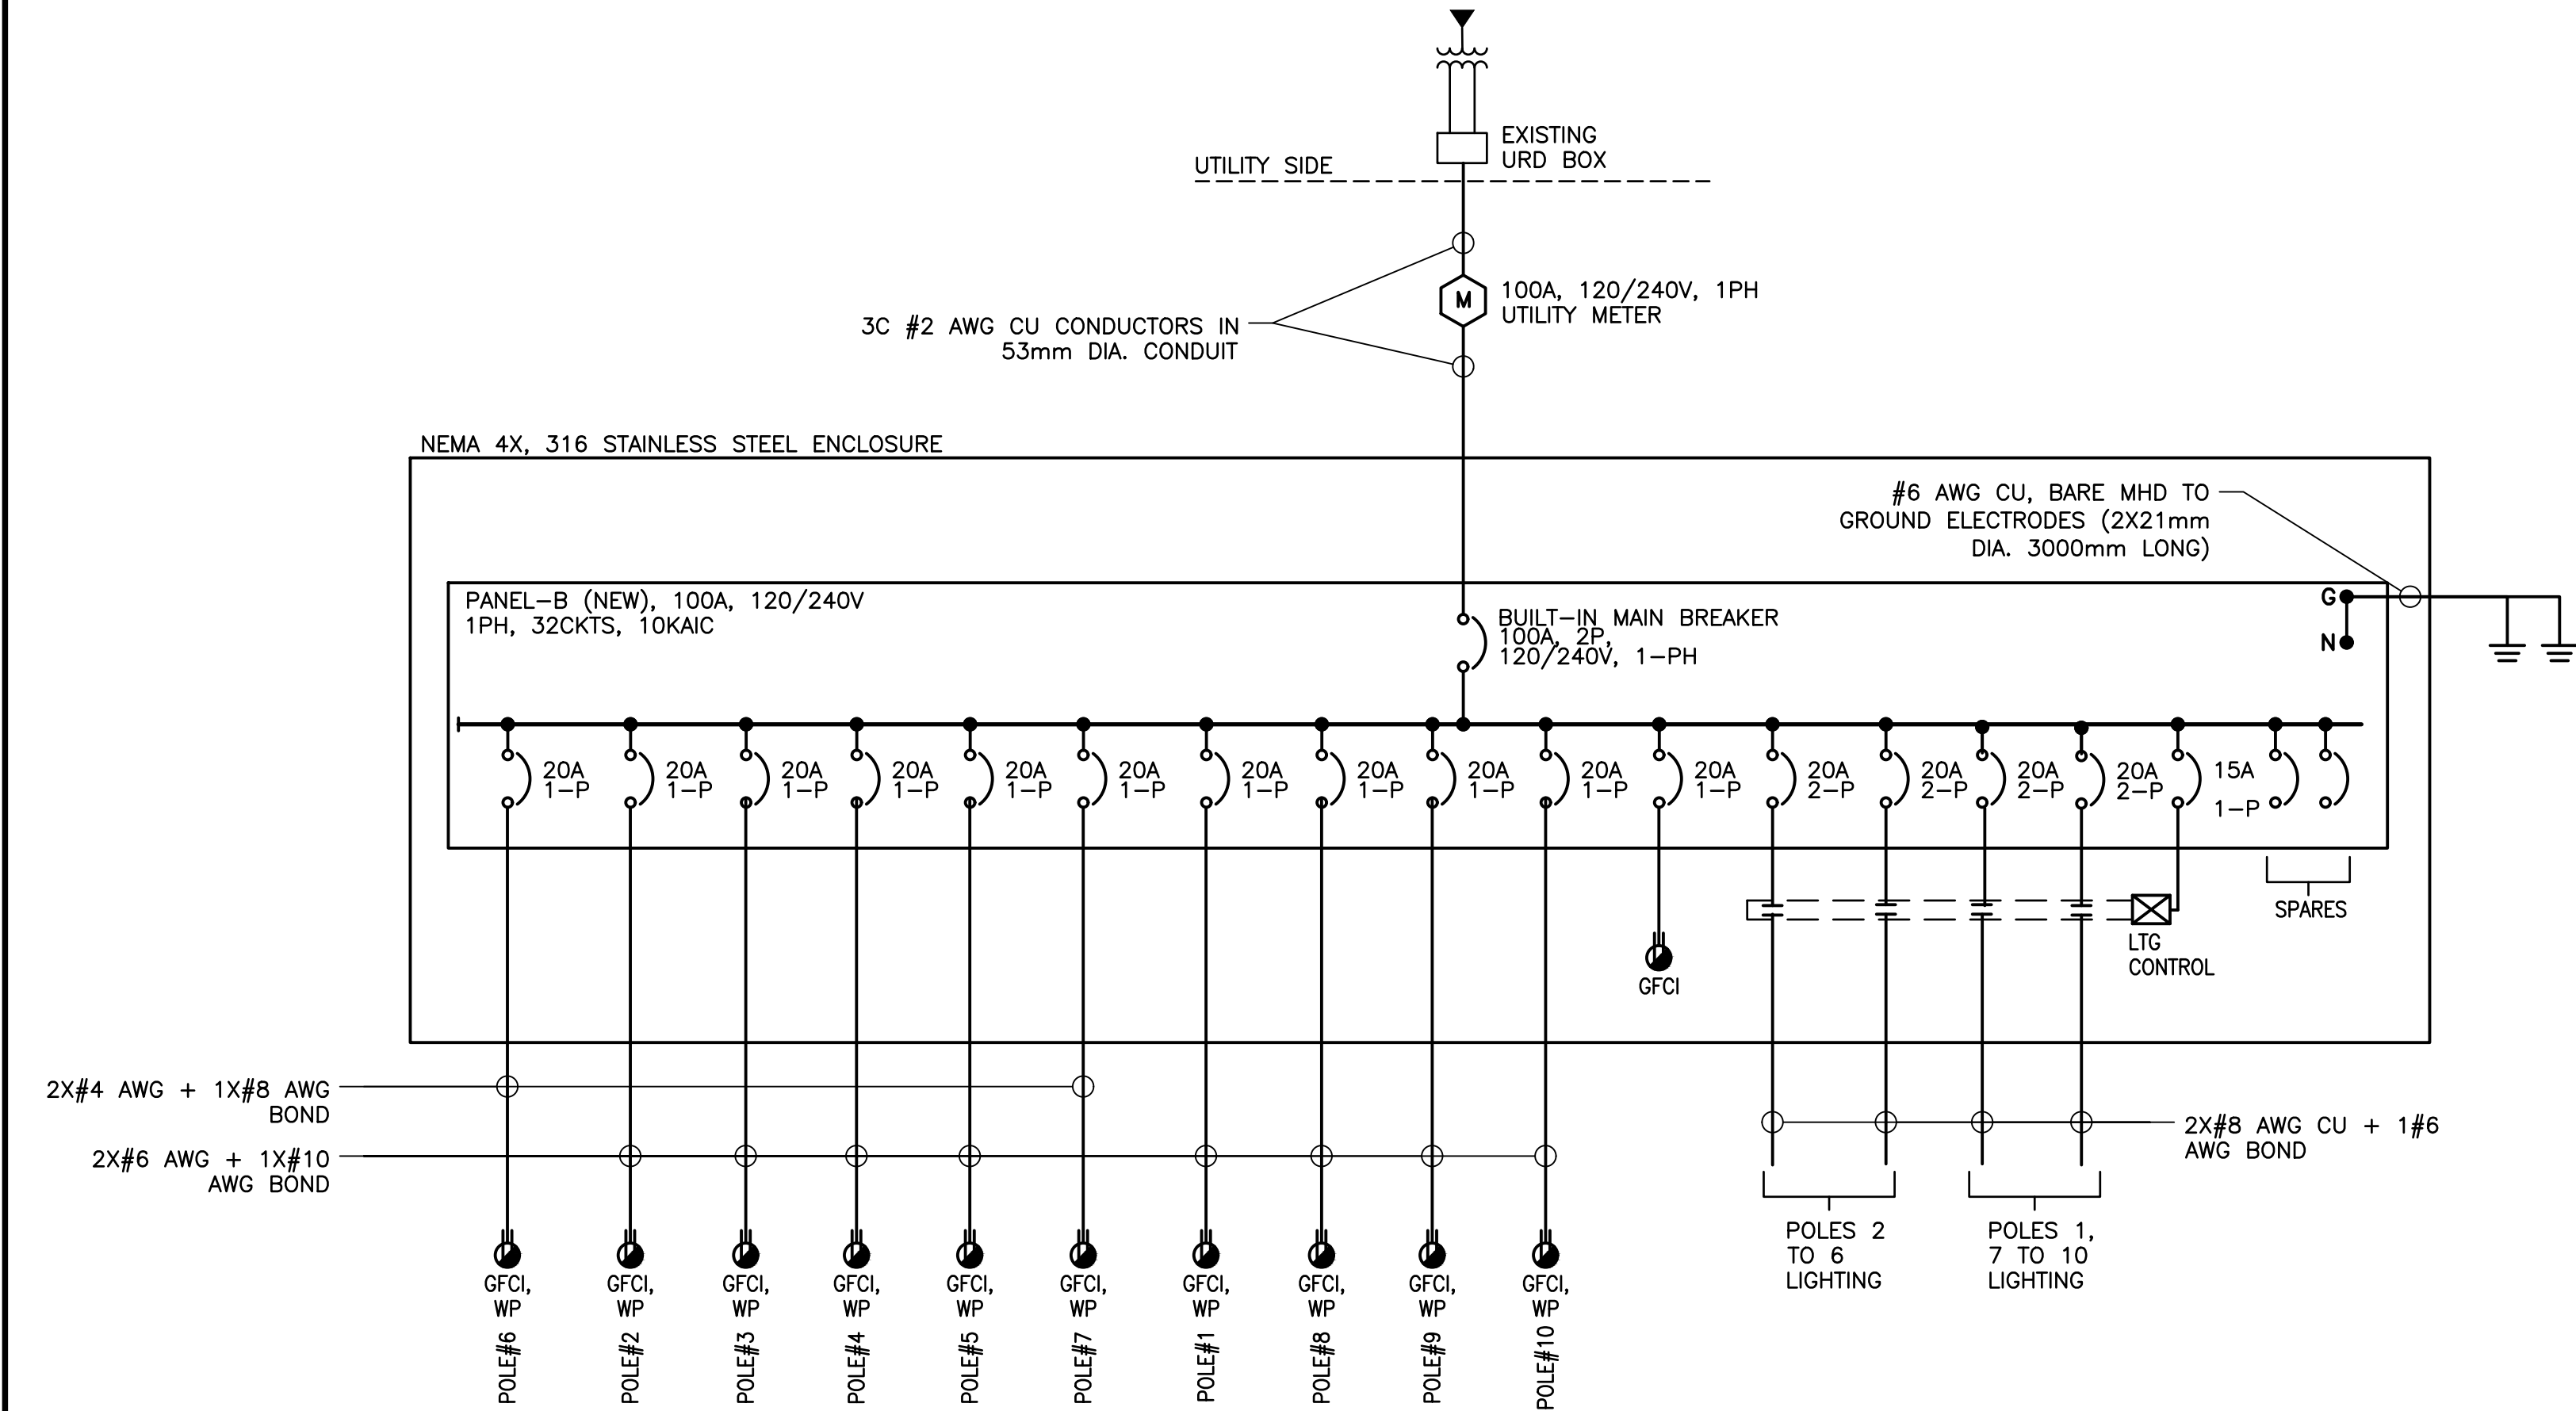 EXISTING
URD BOX
UTILITY SIDE
M
100A, 120/240V, 1PH
UTILITY METER
3C #2 AWG CU CONDUCTORS IN
53mm DIA. CONDUIT
NEMA 4X, 316 STAINLESS STEEL ENCLOSURE
#6 AWG CU, BARE MHD TO
GROUND ELECTRODES (2X21mm
DIA. 3000mm LONG)
PANEL-B (NEW), 100A, 120/240V
1PH, 32CKTS, 10KAIC
BUILT-IN MAIN BREAKER
100A, 2P,
120/240V, 1-PH
G
N
20A
1-P
20A
1-P
20A
1-P
20A
1-P
20A
1-P
20A
1-P
20A
1-P
20A
1-P
20A
1-P
20A
1-P
20A
1-P
20A
2-P
20A
2-P
20A
2-P
20A
2-P
15A
1-P
SPARES
LTG
CONTROL
GFCI
2X#4 AWG + 1X#8 AWG
BOND
2X#6 AWG + 1X#10
AWG BOND
2X#8 AWG CU + 1#6
AWG BOND
POLES 2
TO 6
LIGHTING
POLES 1,
7 TO 10
LIGHTING
GFCI,
WP
POLE#6
GFCI,
WP
POLE#2
GFCI,
WP
POLE#3
GFCI,
WP
POLE#4
GFCI,
WP
POLE#5
GFCI,
WP
POLE#7
GFCI,
WP
POLE#1
GFCI,
WP
POLE#8
GFCI,
WP
POLE#9
GFCI,
WP
POLE#10